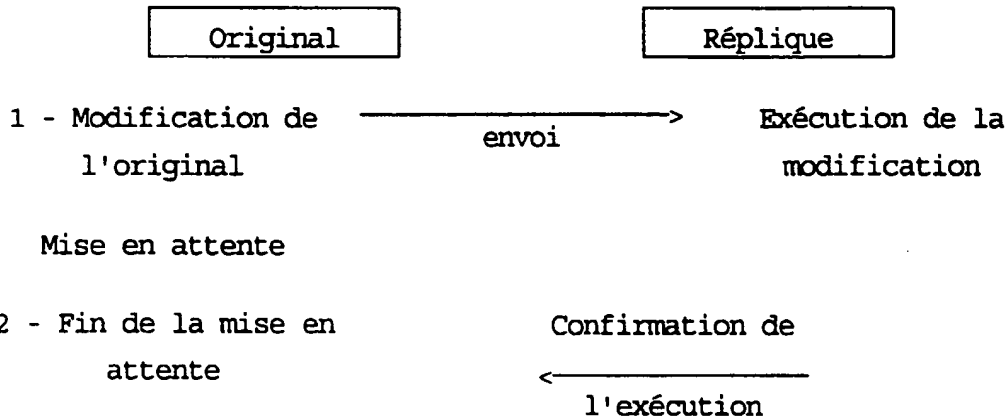 Original Réplique
1 - Modification de Exécution de la
envoi
l'original modification
Mise en attente
2 - Fin de la mise en Confirmation de
attente
l'exécution